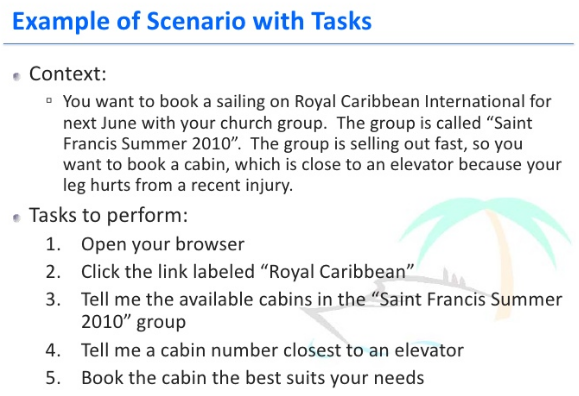 Example of Scenario with Tasks
Context:
You want to book a sailing on Royal Caribbean International for
next June with your church group.  The group is called “Saint
Francis Summer 2010”.  The group is selling out fast, so you
want to book a cabin, which is close to an elevator because your
leg hurts from a recent injury.
Tasks to perform:
1. Open your browser
2. Click the link labeled “Royal Caribbean”
3. Tell me the available cabins in the “Saint Francis Summer
2010” group
4. Tell me a cabin number closest to an elevator
5. Book the cabin the best suits your needs